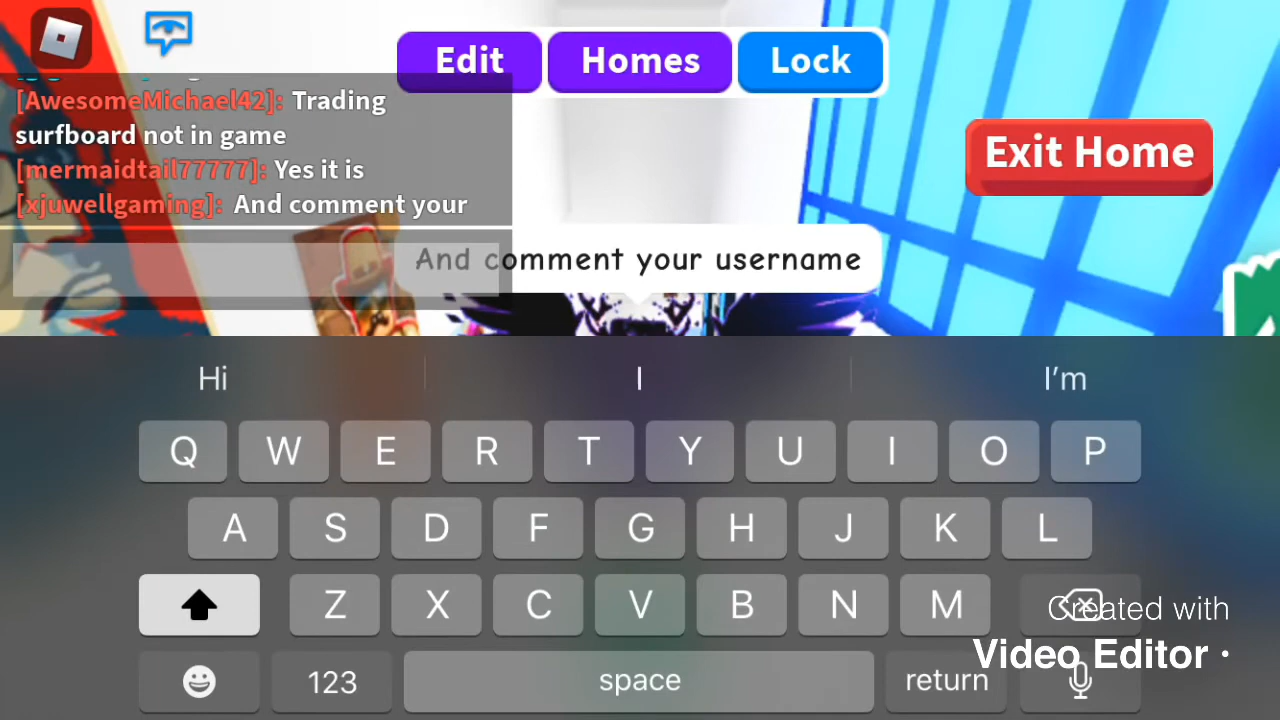 Edit Homes Lock
[AwesomeMichael42]: Trading
surfboard not in game
[mermaidtail77777]: Yes it is
[xjuwellgaming]: And comment your
Exit Home
And comment your username
Hi I I’m
Q W E R T Y U I O P
A S D F G H J K L
Z X C V B N M
Created with
Video Editor ·
123 space return